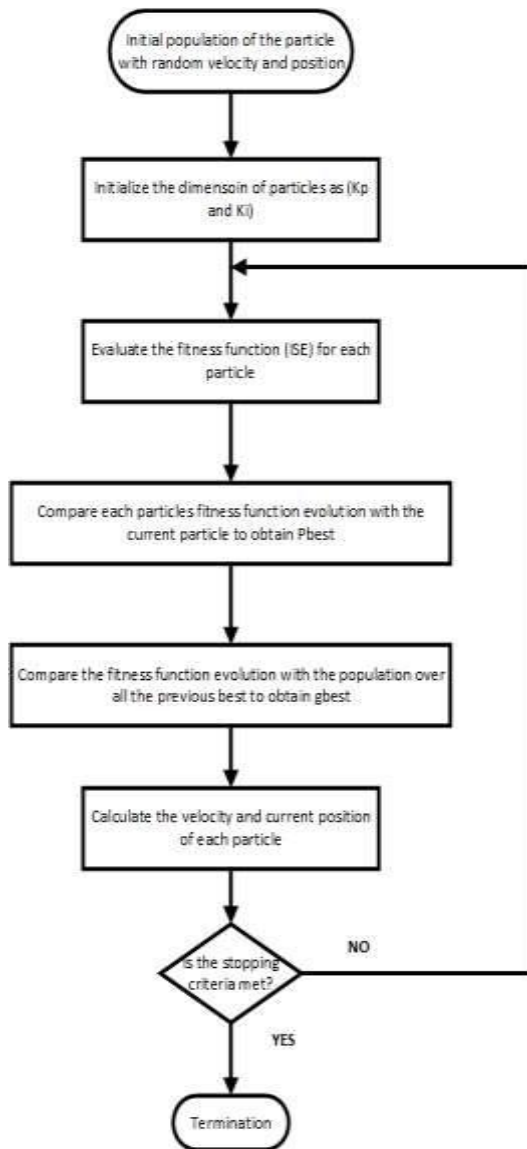 Initial population of the particle
with random velocity and position
Initialize the dimensoin of particles as (Kp
and Ki)
Evaluate the fitness function (ISE) for each
particle
Compare each particles fitness function evolution with the
current particle to obtain Pbest
Compare the fitness function evolution with the population over
all the previous best to obtain gbest
Calculate the velocity and current position
of each particle
Is the stopping
criteria met?
NO
YES
Termination